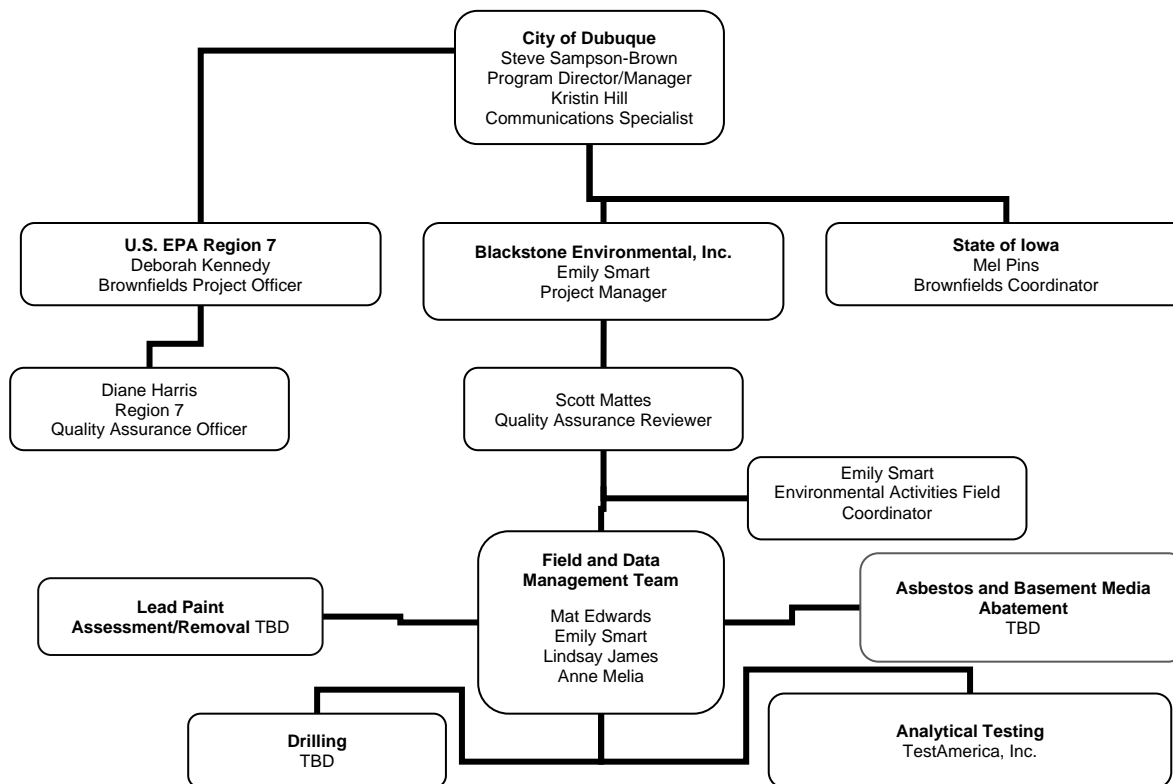 City of Dubuque
Steve Sampson-Brown
Program Director/Manager
Kristin Hill
Communications Specialist
U.S. EPA Region 7
Deborah Kennedy
Brownfields Project Officer
Blackstone Environmental, Inc.
Emily Smart
Project Manager
State of Iowa
Mel Pins
Brownfields Coordinator
Diane Harris
Region 7
Quality Assurance Officer
Scott Mattes
Quality Assurance Reviewer
Emily Smart
Environmental Activities Field
Coordinator
Field and Data
Management Team
Mat Edwards
Emily Smart
Lindsay James
Anne Melia
Lead Paint
Assessment/Removal TBD
Asbestos and Basement Media
Abatement
TBD
Drilling
TBD
Analytical Testing
TestAmerica, Inc.